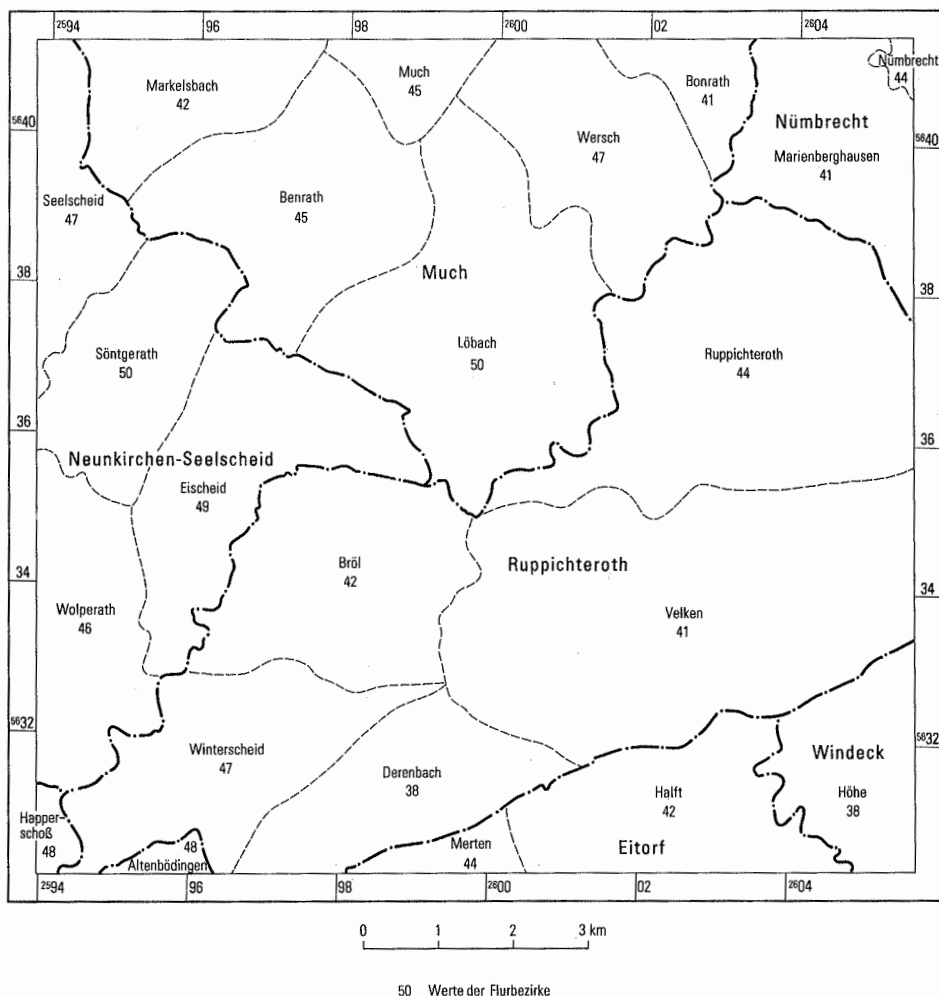 2594 96 98 2600 02 2604
Markelsbach
42
Much
45
Bonrath
41
Nümbrecht
44
5640
Wersch
47
Nümbrecht
Marienberghausen
41
5640
Seelscheid
47
Benrath
45
38
Much
38
Söntgerath
50
Löbach
50
Ruppichteroth
44
36
36
Neunkirchen-Seelscheid
Eischeid
49
34
Bröl
42
Ruppichteroth
34
Wolperath
46
Velken
41
5632
Winterscheid
47
Derenbach
38
5632
Windeck
Halft
42
Höhe
38
Happer-
schoß
48
48
Altenbödingen
Merten
44
Eitorf
2594 96 98 2600 02 2604
0 1 2 3 km
50 Werte der Flurbezirke